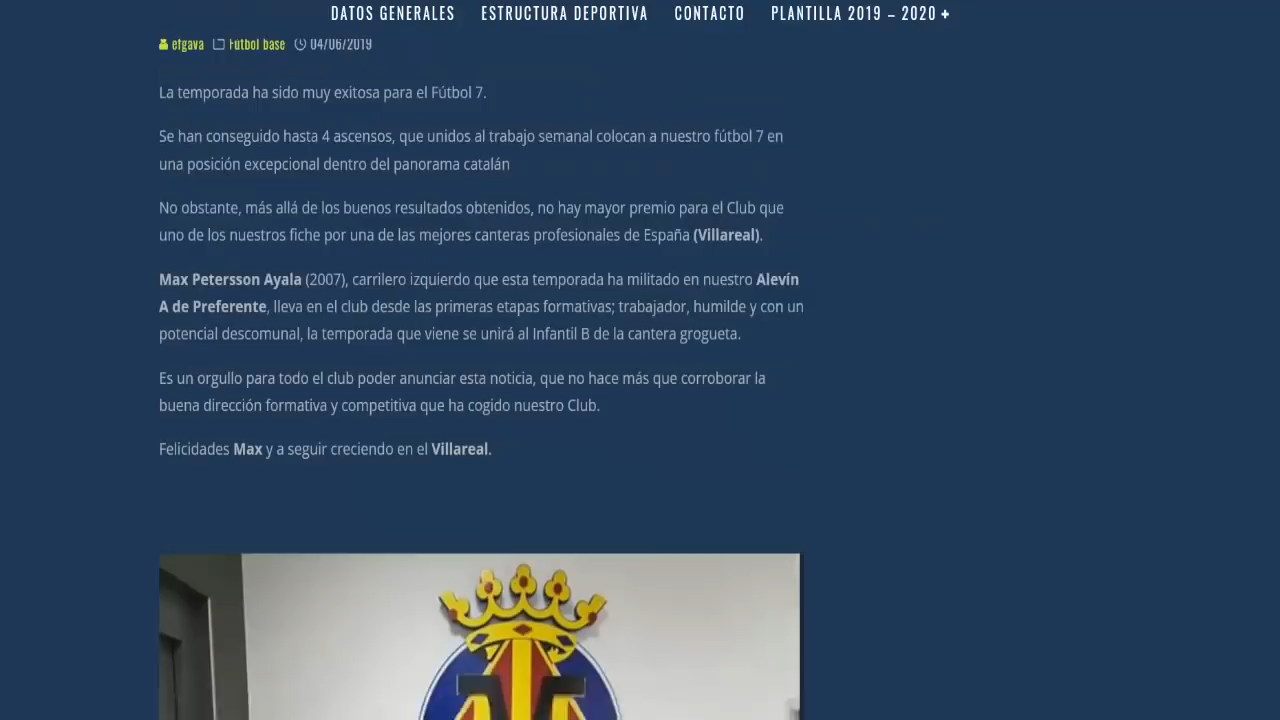 DATOS GENERALES ESTRUCTURA DEPORTIVA CONTACTO PLANTILLA 2019 – 2020 +
efgava Futbol base 04/06/2019
La temporada ha sido muy exitosa para el Fútbol 7.
Se han conseguido hasta 4 ascensos, que unidos al trabajo semanal colocan a nuestro fútbol 7 en
una posición excepcional dentro del panorama catalán
No obstante, más allá de los buenos resultados obtenidos, no hay mayor premio para el Club que
uno de los nuestros fiche por una de las mejores canteras profesionales de España (Villareal).
Max Petersson Ayala (2007), carrilero izquierdo que esta temporada ha militado en nuestro Alevín
A de Preferente, lleva en el club desde las primeras etapas formativas; trabajador, humilde y con un
potencial descomunal, la temporada que viene se unirá al Infantil B de la cantera grogueta.
Es un orgullo para todo el club poder anunciar esta noticia, que no hace más que corroborar la
buena dirección formativa y competitiva que ha cogido nuestro Club.
Felicidades Max y a seguir creciendo en el Villareal.